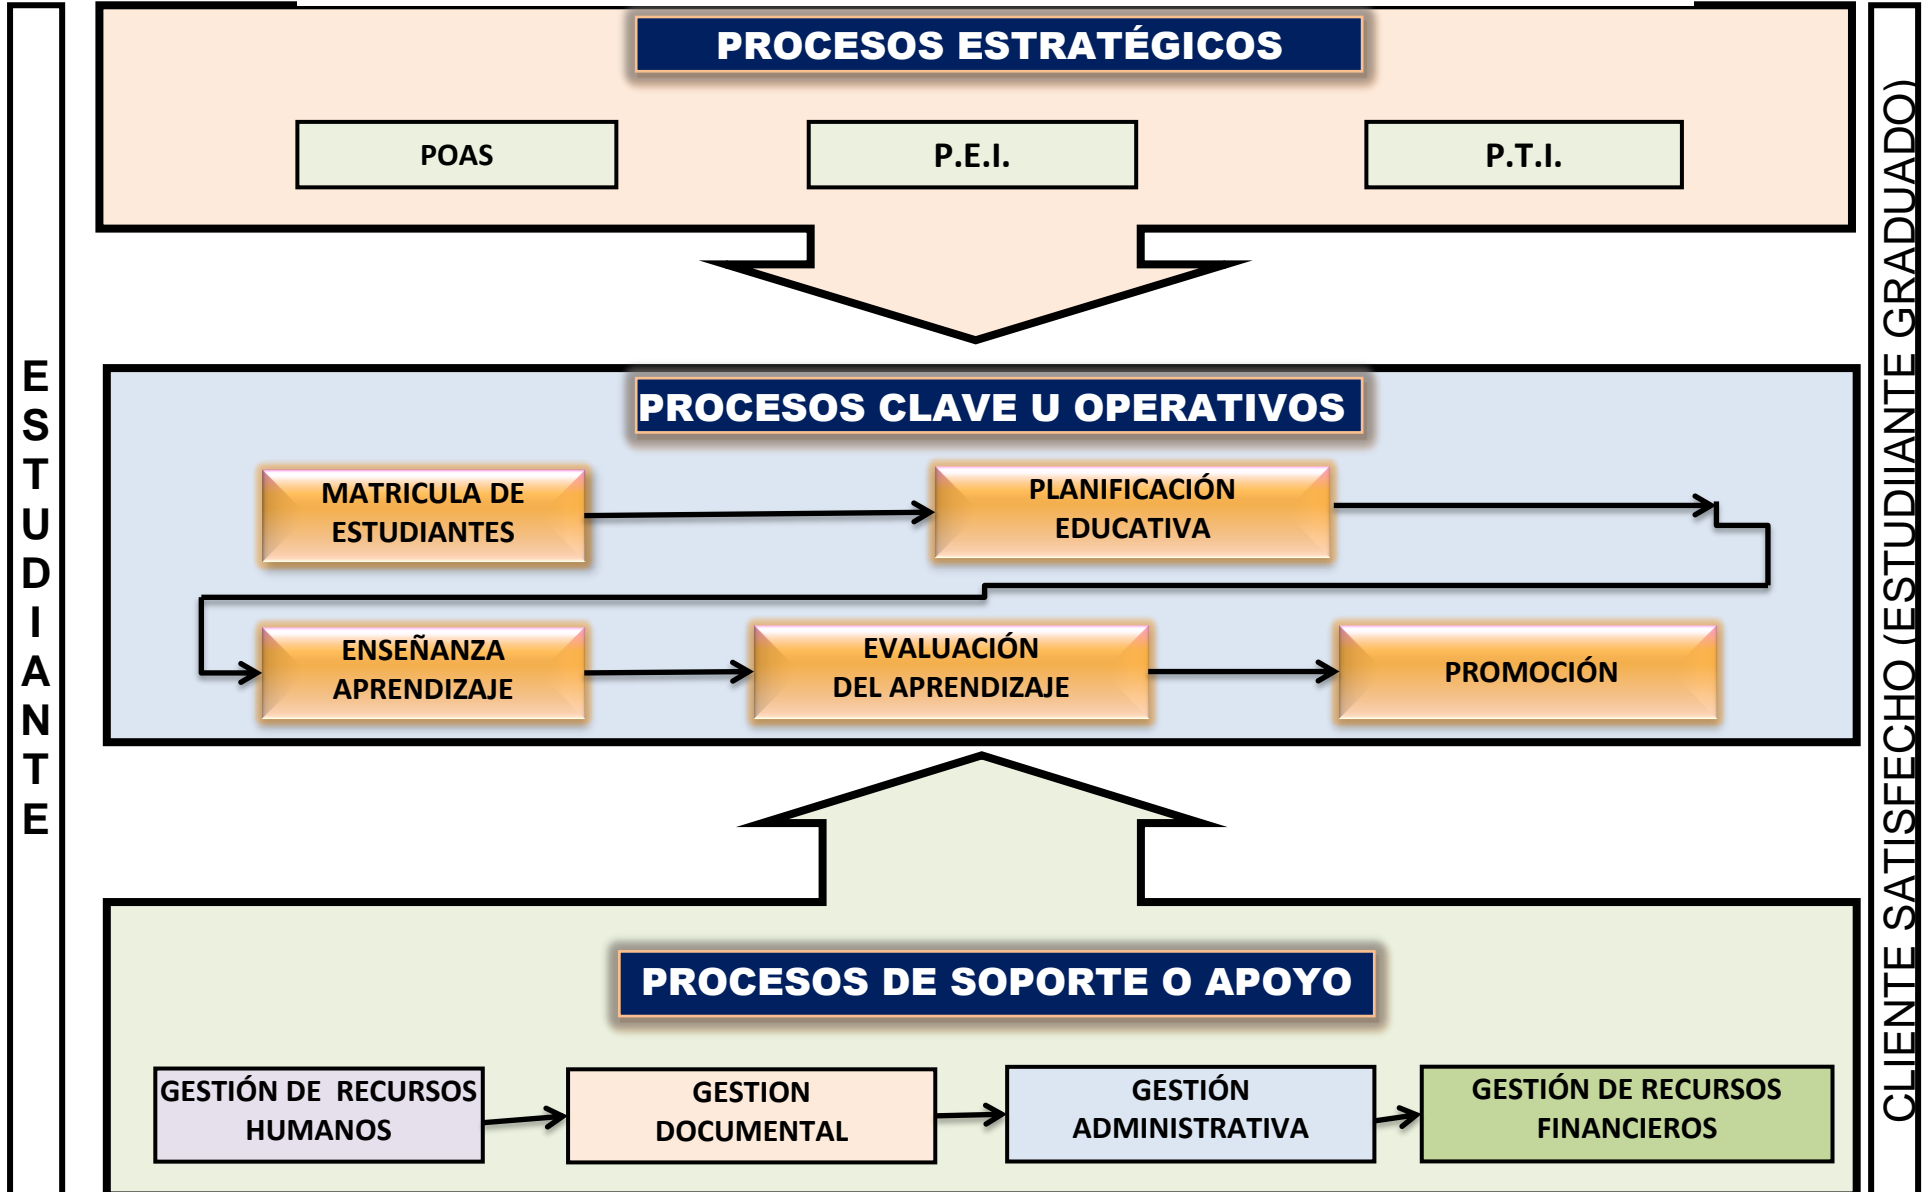 ESTUDIANTE
PROCESOS ESTRATÉGICOS
POAS
P.E.I.
P.T.I.
PROCESOS CLAVE U OPERATIVOS
MATRICULA DE
ESTUDIANTES
PLANIFICACIÓN
EDUCATIVA
ENSEÑANZA
APRENDIZAJE
EVALUACIÓN
DEL APRENDIZAJE
PROMOCIÓN
PROCESOS DE SOPORTE O APOYO
GESTIÓN DE RECURSOS
HUMANOS
GESTION
DOCUMENTAL
GESTIÓN
ADMINISTRATIVA
GESTIÓN DE RECURSOS
FINANCIEROS
CLIENTE SATISFECHO (ESTUDIANTE GRADUADO)